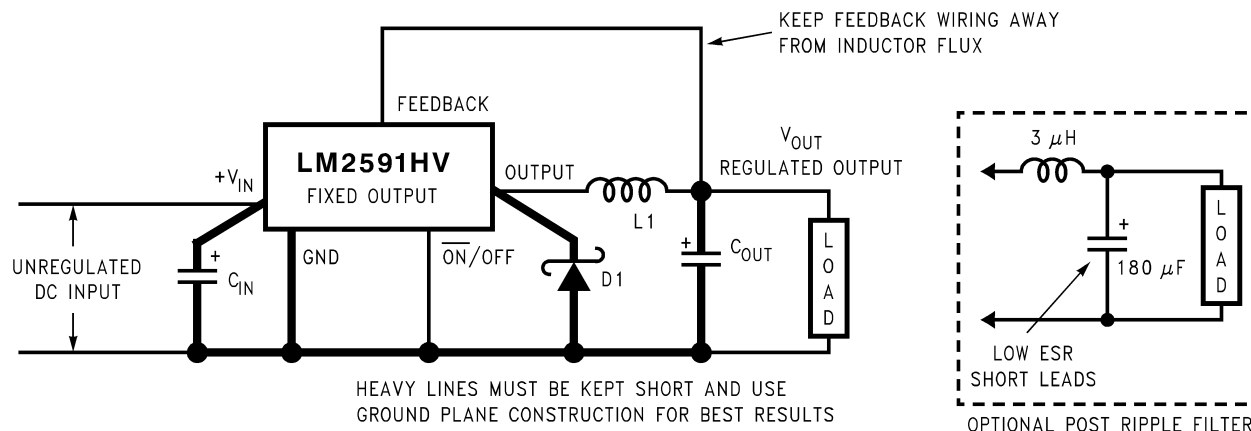 KEEP FEEDBACK WIRING AWAY
FROM INDUCTOR FLUX
FEEDBACK
LM2591HV
FIXED OUTPUT
+VIN
OUTPUT
VOUT
REGULATED OUTPUT
L1
UNREGULATED
DC INPUT
+
CIN
GND
ON/OFF
D1
+
COUT
LOAD
HEAVY LINES MUST BE KEPT SHORT AND USE
GROUND PLANE CONSTRUCTION FOR BEST RESULTS
3 μH
+
180 μF
LOAD
LOW ESR
SHORT LEADS
OPTIONAL POST RIPPLE FILTER